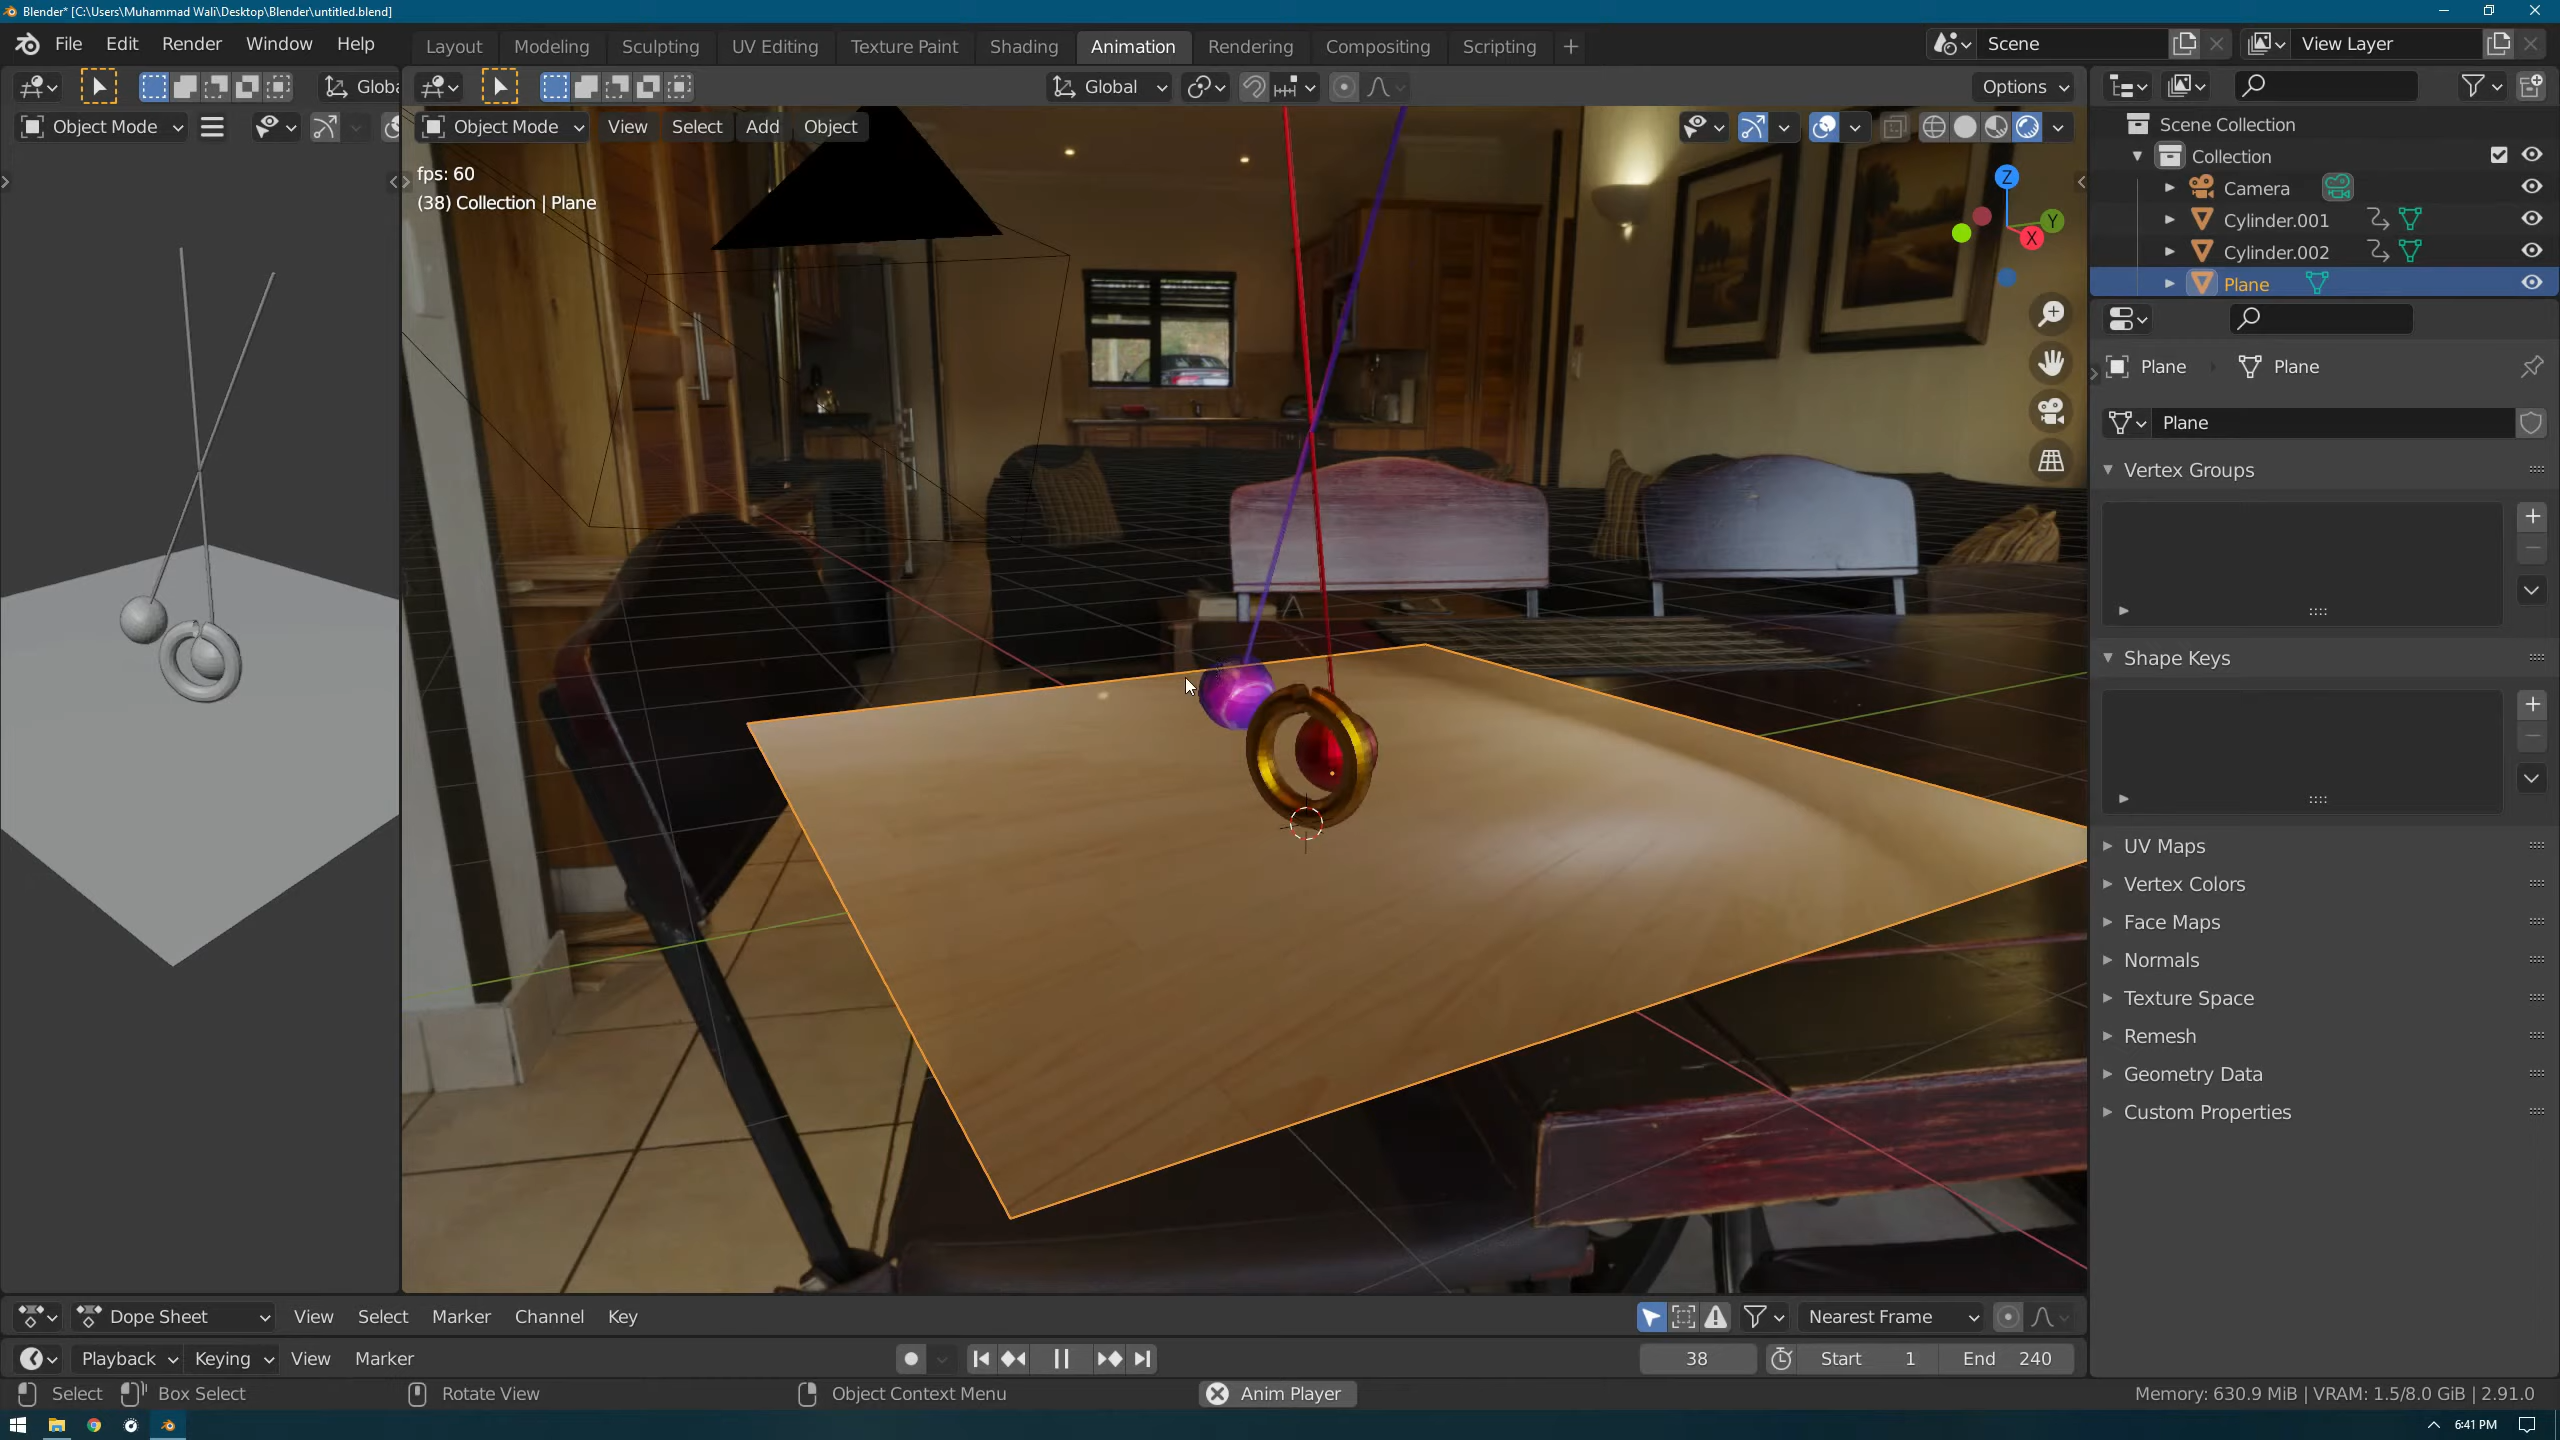 Blender* [C:\Users\Muhammad Wali\Desktop\Blender\untitled.blend]
File Edit Render Window Help
Layout Modeling Sculpting UV Editing Texture Paint Shading Animation Rendering Compositing Scripting
Scene
View Layer
Globa
Global
Options
Object Mode
Object Mode View Select Add Object
fps: 60
(38) Collection | Plane
Z
Y
X
Scene Collection
Collection
Camera
Cylinder.001
Cylinder.002
Plane
Plane Plane
Plane
Vertex Groups
Shape Keys
UV Maps
Vertex Colors
Face Maps
Normals
Texture Space
Remesh
Geometry Data
Custom Properties
Dope Sheet View Select Marker Channel Key
Nearest Frame
Playback Keying View Marker
38
Start 1
End 240
Select Box Select Rotate View Object Context Menu Anim Player
Memory: 630.9 MiB | VRAM: 1.5/8.0 GiB | 2.91.0
6:41 PM